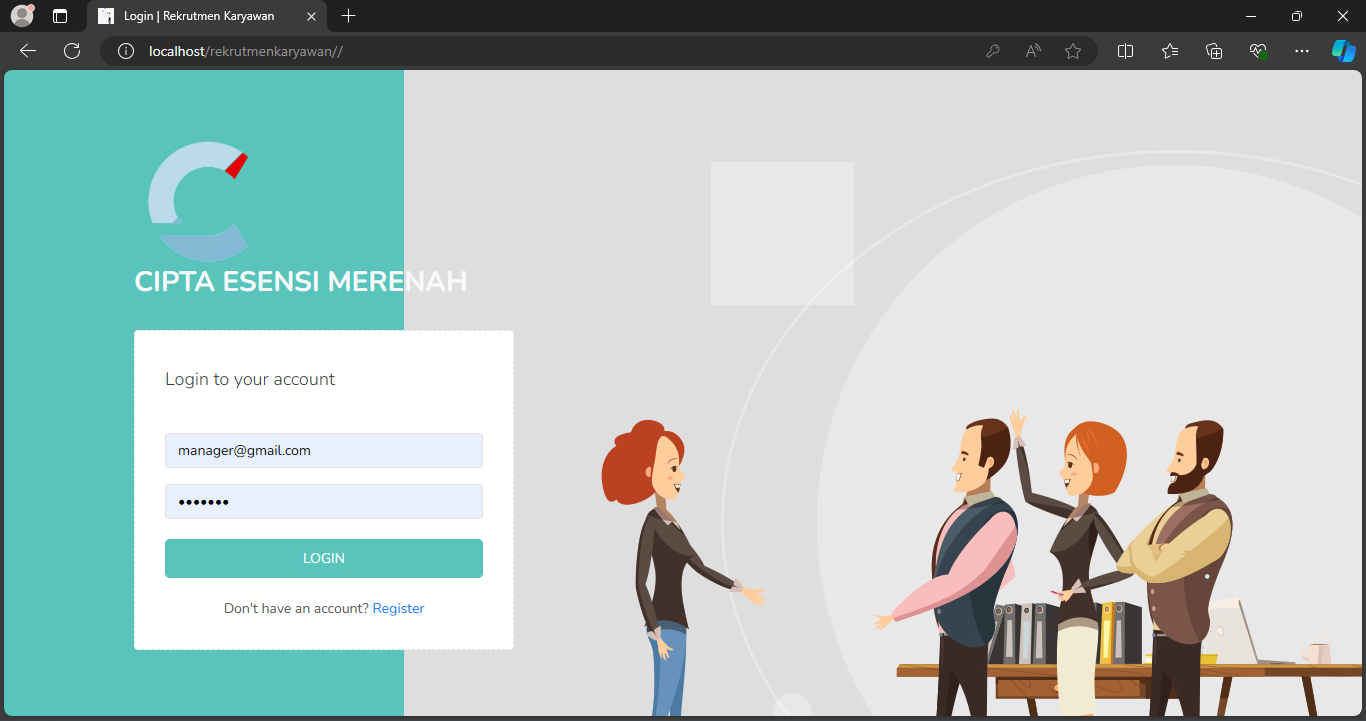 Login | Rekrutmen Karyawan
localhost/rekrutmenkaryawan//
CIPTA ESENSI MERENAH
Login to your account
manager@gmail.com
•••••••
LOGIN
Don't have an account? Register